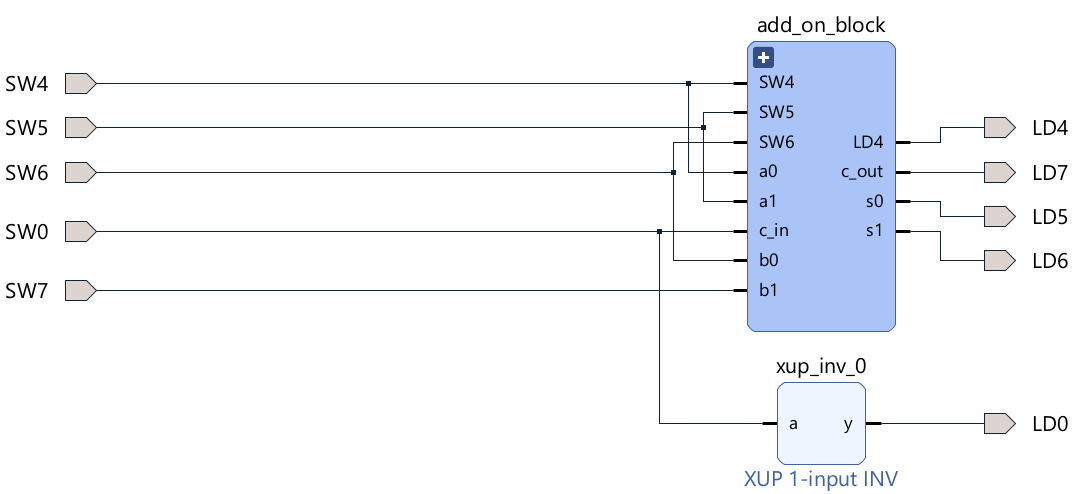 add_on_block
SW4
SW5
SW6
SW0
SW7
SW4
SW5
SW6
a0
a1
c_in
b0
b1
LD4
c_out
s0
s1
LD4
LD7
LD5
LD6
xup_inv_0
a
y
LD0
XUP 1-input INV